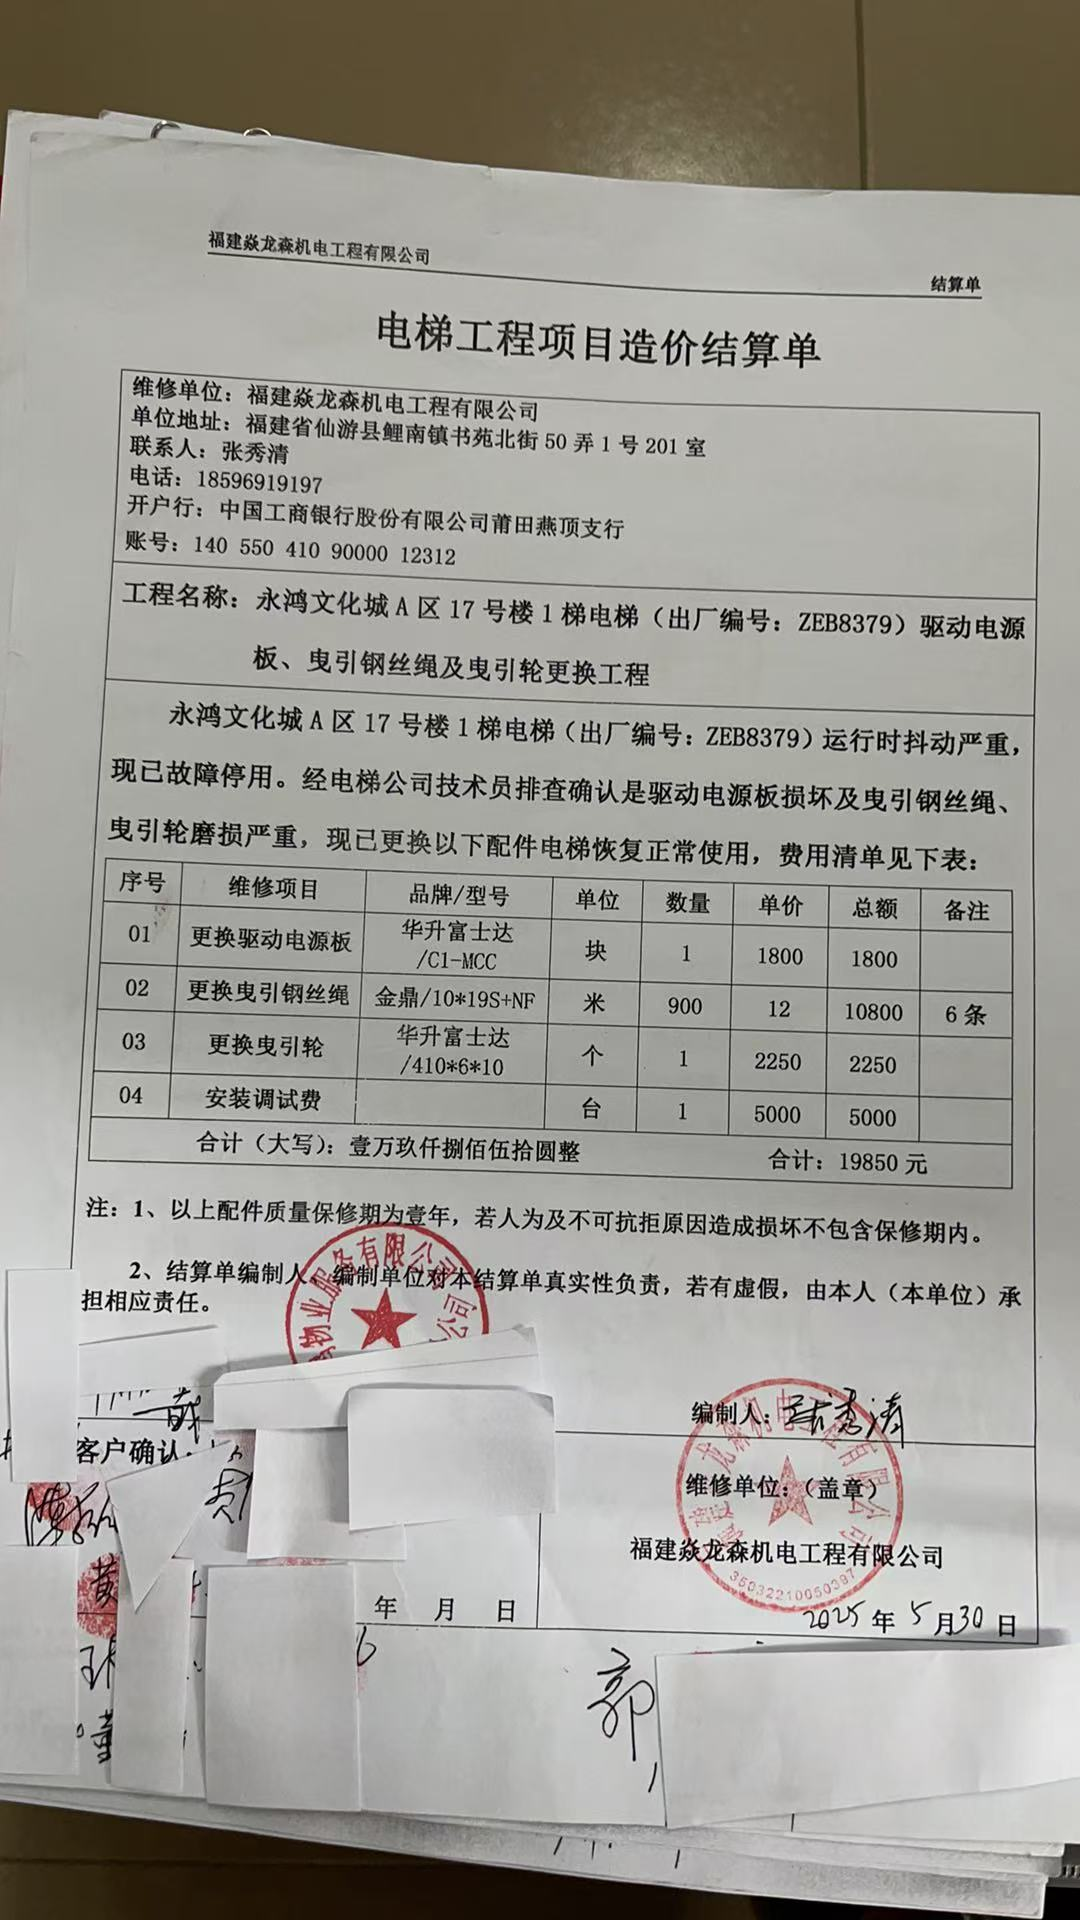 福建焱龙森机电工程有限公司
结算单
电梯工程项目造价结算单
维修单位：福建焱龙森机电工程有限公司
单位地址：福建省仙游县鲤南镇书苑北街50弄1号201室
联系人：张秀清
电话：18596919197
开户行：中国工商银行股份有限公司莆田燕顶支行
账号：140 550 410 90000 12312
工程名称：永鸿文化城A区17号楼1梯电梯（出厂编号：ZEB8379）驱动电源
板、曳引钢丝绳及曳引轮更换工程
永鸿文化城A区17号楼1梯电梯（出厂编号：ZEB8379）运行时抖动严重，
现已故障停用。经电梯公司技术员排查确认是驱动电源板损坏及曳引钢丝绳、
曳引轮磨损严重，现已更换以下配件电梯恢复正常使用，费用清单见下表：
序号 维修项目 品牌/型号 单位 数量 单价 总额 备注
01 更换驱动电源板 华升富士达/C1-MCC 块 1 1800 1800
02 更换曳引钢丝绳 金鼎/10*19S+NF 米 900 12 10800 6条
03 更换曳引轮 华升富士达/410*6*10 个 1 2250 2250
04 安装调试费 台 1 5000 5000
合计（大写）：壹万玖仟捌佰伍拾圆整 合计：19850元
注：1、以上配件质量保修期为壹年，若人为及不可抗拒原因造成损坏不包含保修期内。
2、结算单编制人、编制单位对本结算单真实性负责，若有虚假，由本人（本单位）承
担相应责任。
物业服务有限公司
编制人：张秀清
客户确认
维修单位：（盖章）
福建焱龙森机电工程有限公司
35032210050387
年 月 日
2025年5月30日
黄
郭